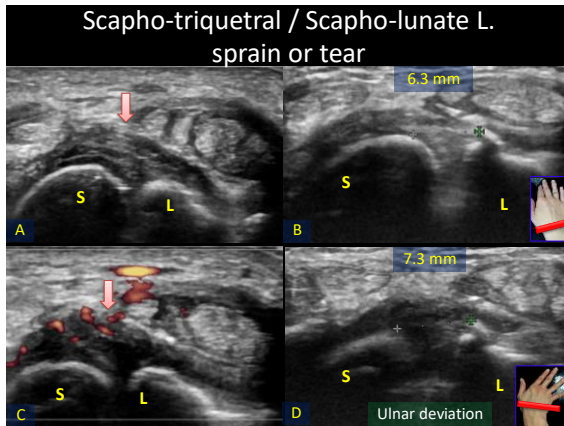 Scapho-triquetral / Scapho-lunate L.
sprain or tear
S
L
A
6.3 mm
S
L
B
S
L
C
7.3 mm
S
L
D
Ulnar deviation